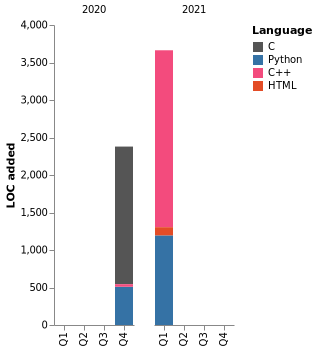 2020 2021
Language
C
Python
C++
HTML
LOC added
4,000
3,500
3,000
2,500
2,000
1,500
1,000
500
0
Q1 Q2 Q3 Q4 Q1 Q2 Q3 Q4